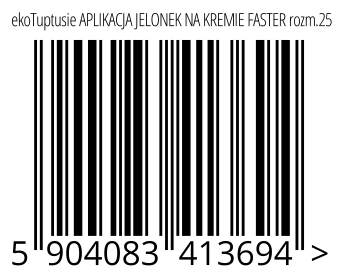 ekoTuptusie APLIKACJA JELONEK NA KREMIE FASTER rozm.25
5 904083 413694 >